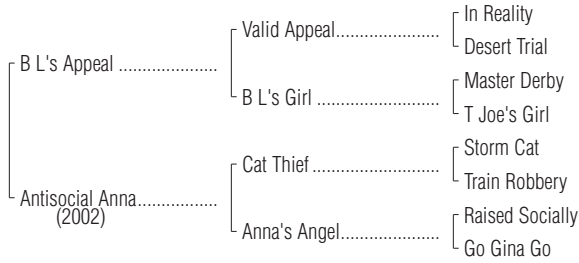 In Reality
Valid Appeal
Desert Trial
B L's Appeal
Master Derby
B L's Girl
T Joe's Girl
Storm Cat
Cat Thief
Train Robbery
Antisocial Anna
(2002)
Raised Socially
Anna's Angel
Go Gina Go